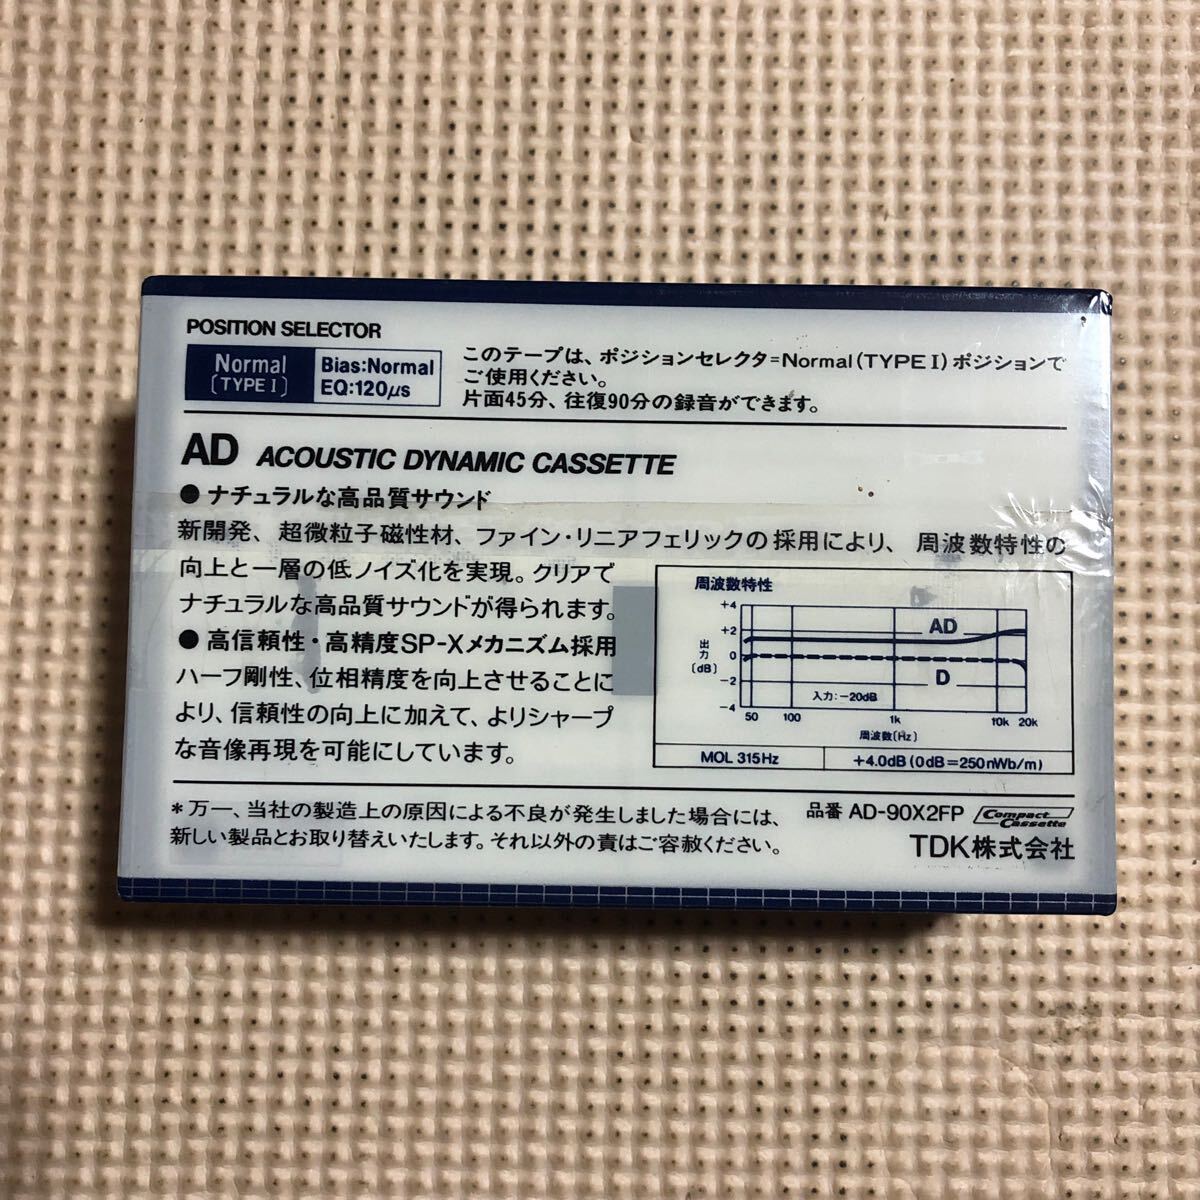 POSITION SELECTOR
Normal
[TYPE I]
Bias:Normal
EQ:120μs
このテープは、ポジションセレクタ=Normal(TYPE I)ポジションで
ご使用ください。
片面45分、往復90分の録音ができます。
AD ACOUSTIC DYNAMIC CASSETTE
●ナチュラルな高品質サウンド
新開発、超微粒子磁性材、ファイン・リニアフェリックの採用により、周波数特性の
向上と一層の低ノイズ化を実現。クリアで
ナチュラルな高品質サウンドが得られます。
●高信頼性・高精度SP-Xメカニズム採用
ハーフ剛性、位相精度を向上させることに
より、信頼性の向上に加えて、よりシャープ
な音像再現を可能にしています。
周波数特性
+4
+2
0
-2
-4
出力
[dB]
AD
D
入力:-20dB
50 100 1k 10k 20k
周波数[Hz]
MOL 315Hz
+4.0dB(0dB=250nWb/m)
*万一、当社の製造上の原因による不良が発生しました場合には、
新しい製品とお取り替えいたします。それ以外の責はご容赦ください。
品番 AD-90X2FP
Compact Cassette
TDK株式会社